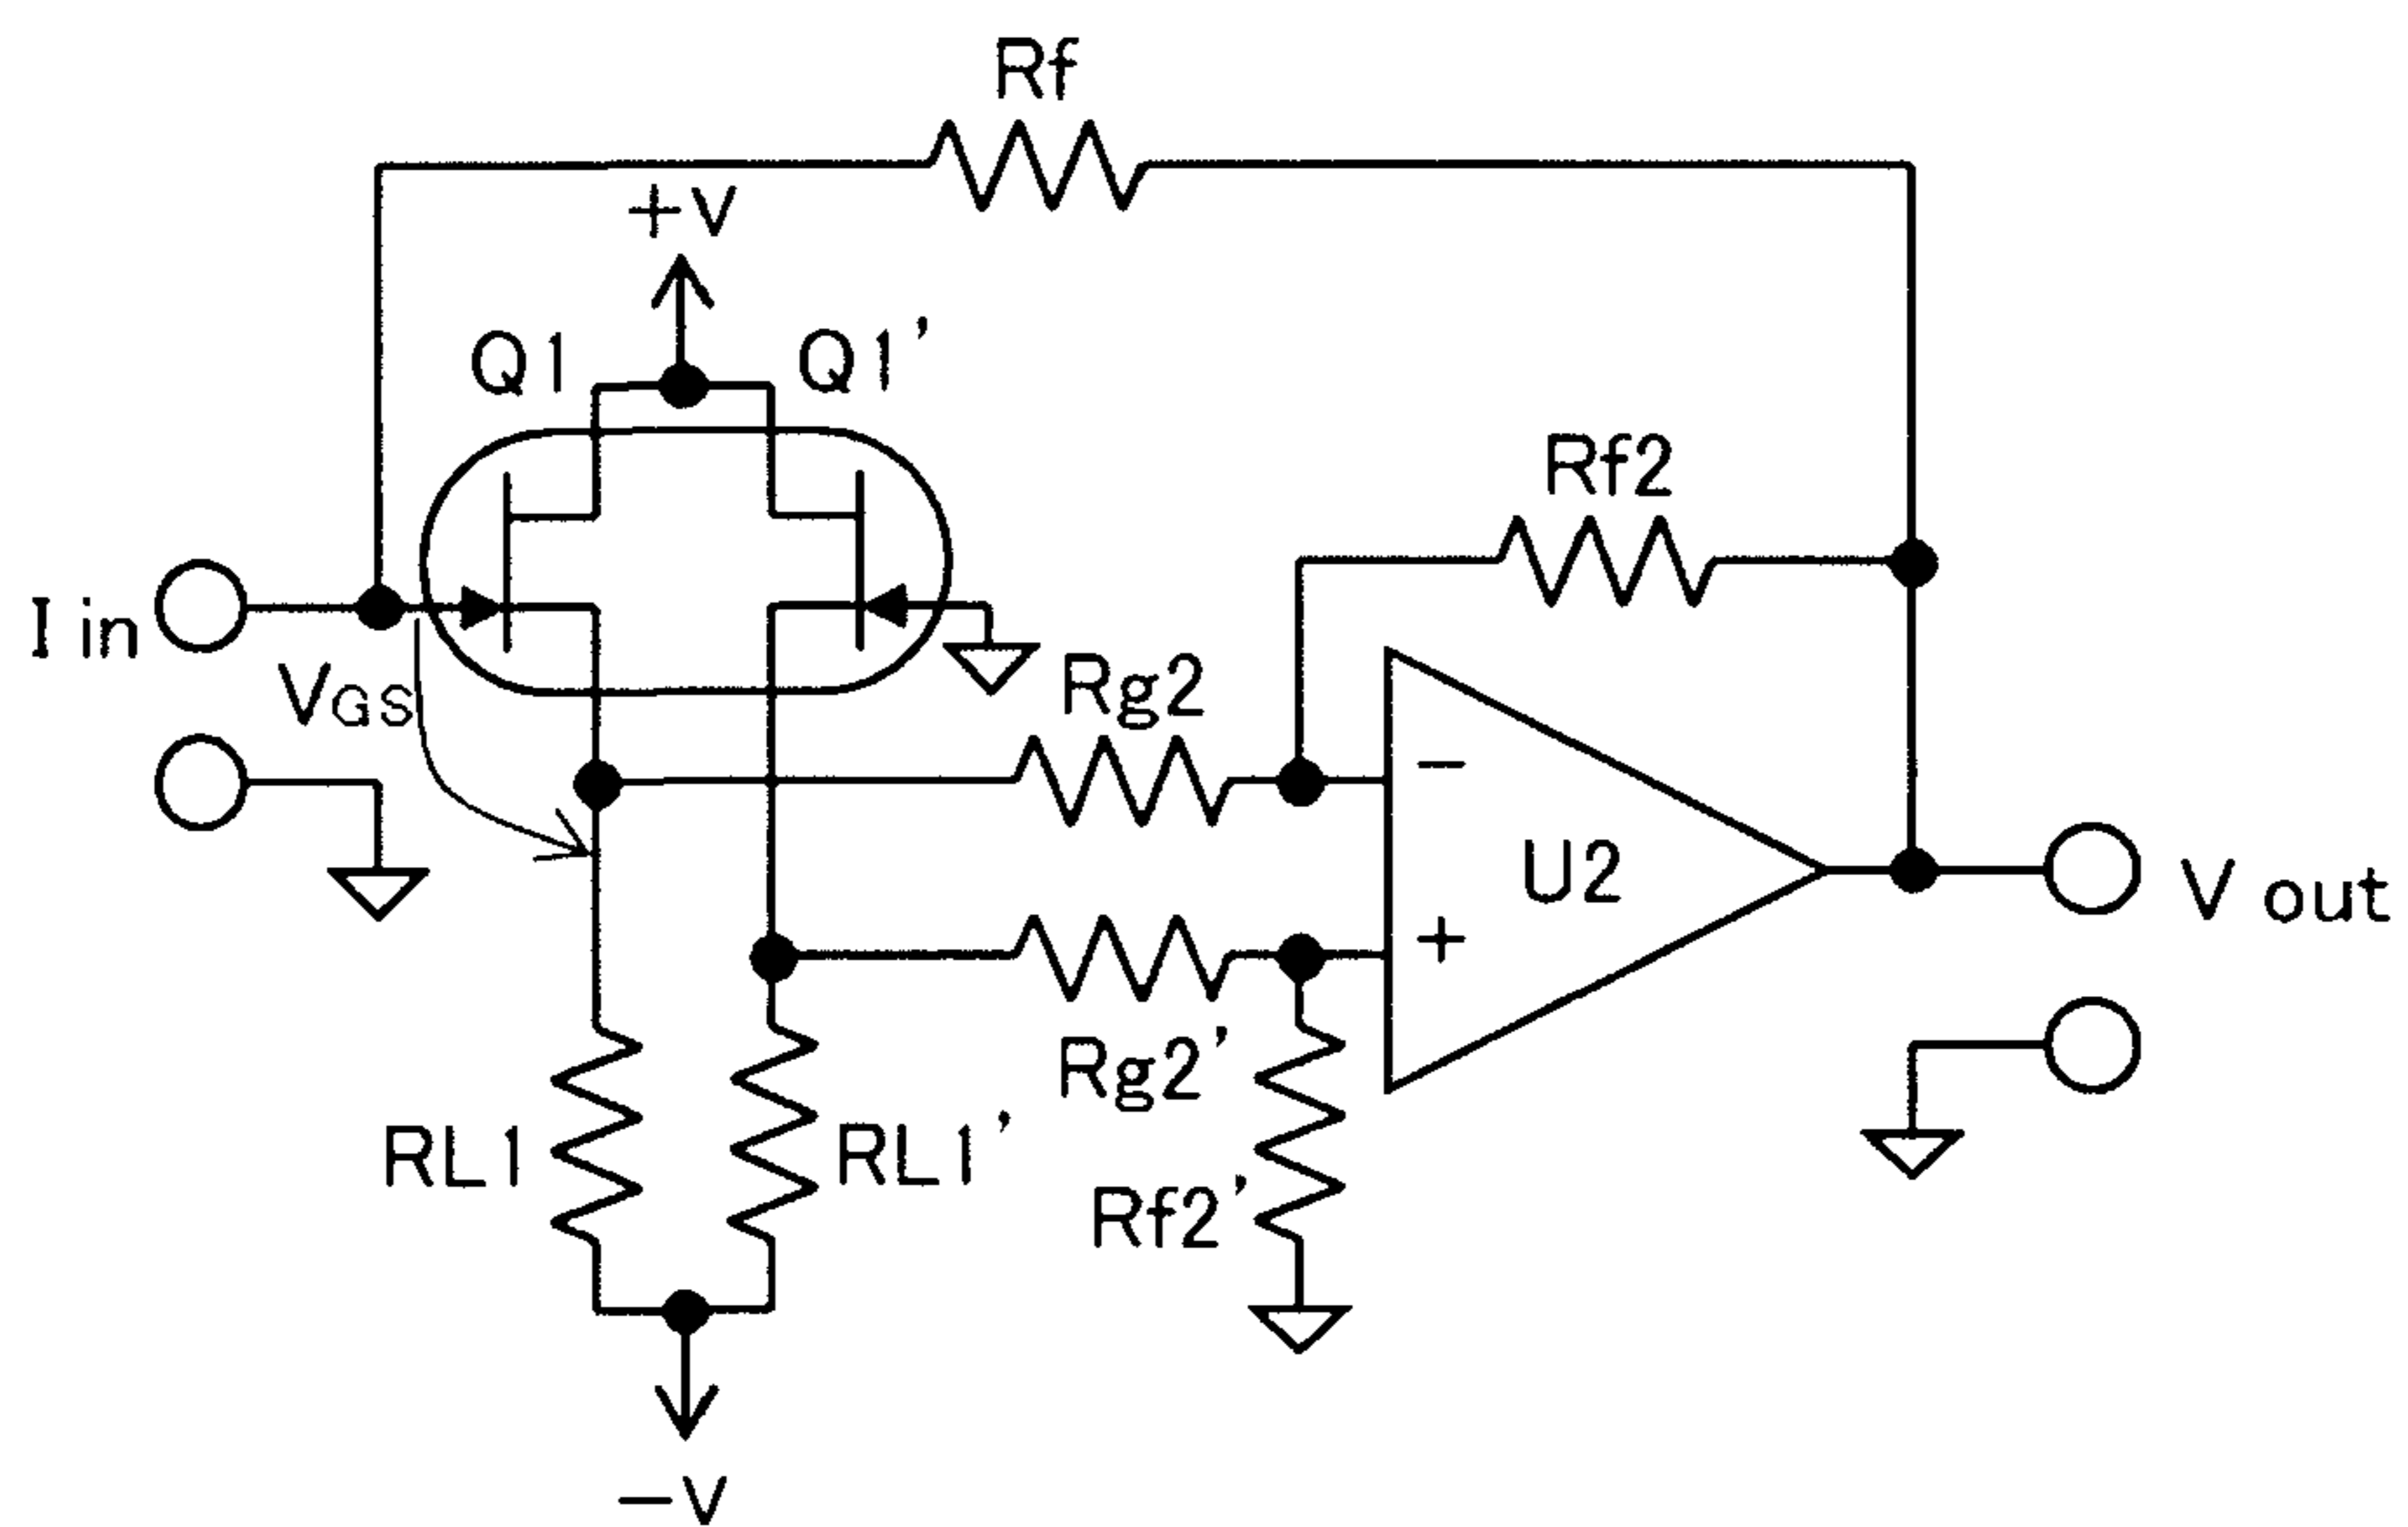 Rf
+V
Q1
Q1'
Rf2
I in
VGS
Rg2
−
U2
+
V out
Rg2'
RL1
RL1'
Rf2'
−V